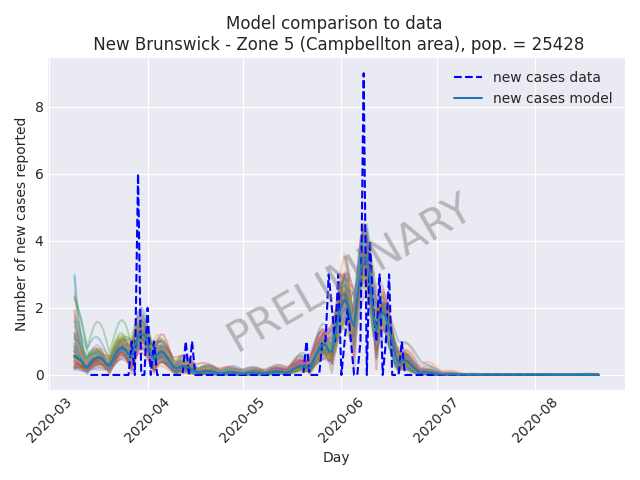 Model comparison to data
New Brunswick - Zone 5 (Campbellton area), pop. = 25428
new cases data
new cases model
Number of new cases reported
8
6
4
2
0
PRELIMINARY
2020-03
2020-04
2020-05
2020-06
2020-07
2020-08
Day